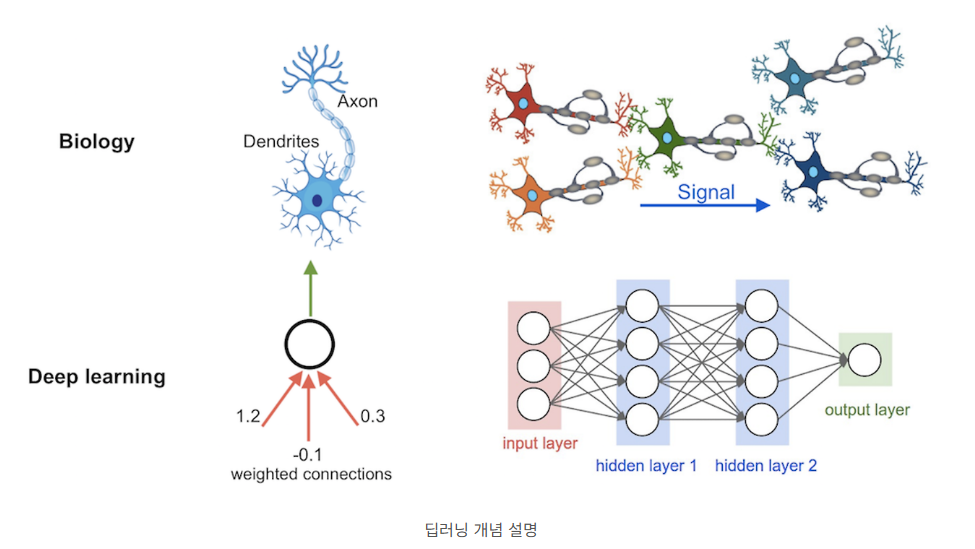 Biology
Axon
Dendrites
Signal
Deep learning
1.2
-0.1
0.3
weighted connections
input layer
hidden layer 1
hidden layer 2
output layer
딥러닝 개념 설명